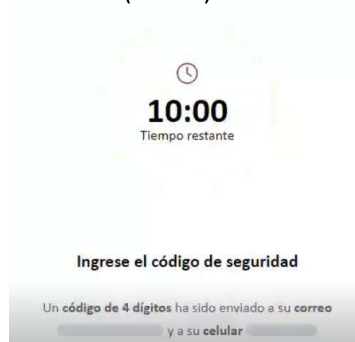 10:00
Tiempo restante
Ingrese el código de seguridad
Un código de 4 dígitos ha sido enviado a su correo
y a su celular